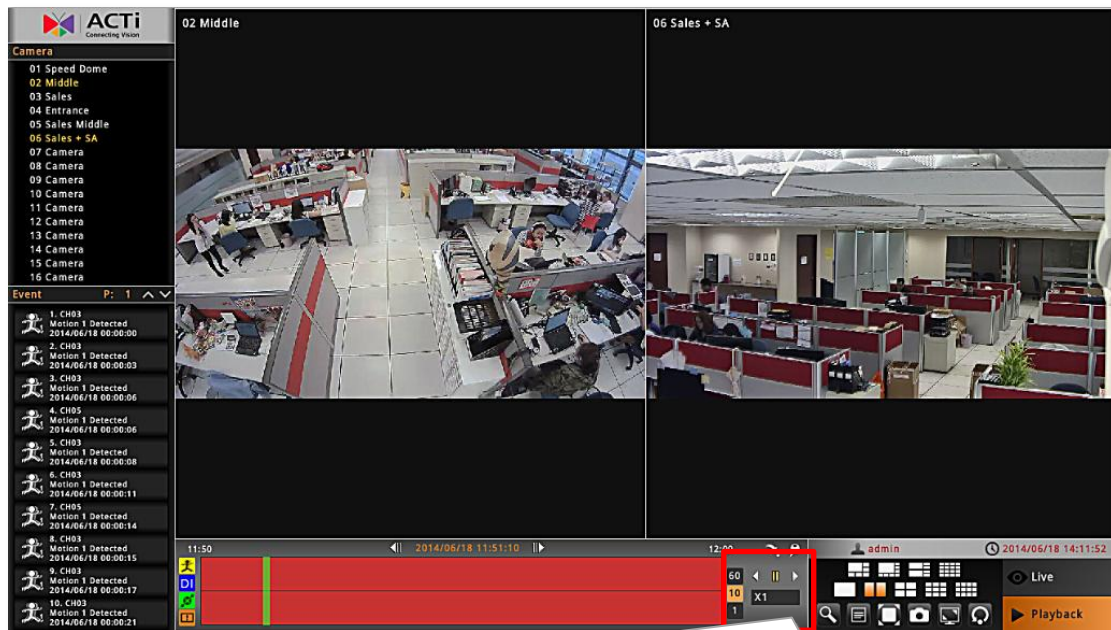 ACTi
Connecting Vision
Camera
01 Speed Dome
02 Middle
03 Sales
04 Entrance
05 Sales Middle
06 Sales + SA
07 Camera
08 Camera
09 Camera
10 Camera
11 Camera
12 Camera
13 Camera
14 Camera
15 Camera
16 Camera
Event P: 1
1. CH03
Motion 1 Detected
2014/06/18 00:00:00
2. CH03
Motion 1 Detected
2014/06/18 00:00:03
3. CH03
Motion 1 Detected
2014/06/18 00:00:06
4. CH05
Motion 1 Detected
2014/06/18 00:00:06
5. CH03
Motion 1 Detected
2014/06/18 00:00:08
6. CH03
Motion 1 Detected
2014/06/18 00:00:11
7. CH05
Motion 1 Detected
2014/06/18 00:00:14
8. CH03
Motion 1 Detected
2014/06/18 00:00:15
9. CH03
Motion 1 Detected
2014/06/18 00:00:17
10. CH03
Motion 1 Detected
2014/06/18 00:00:21
02 Middle
06 Sales + SA
11:50 2014/06/18 11:51:10 12:00
DI
60
10
1
X1
admin 2014/06/18 14:11:52
Live
Playback